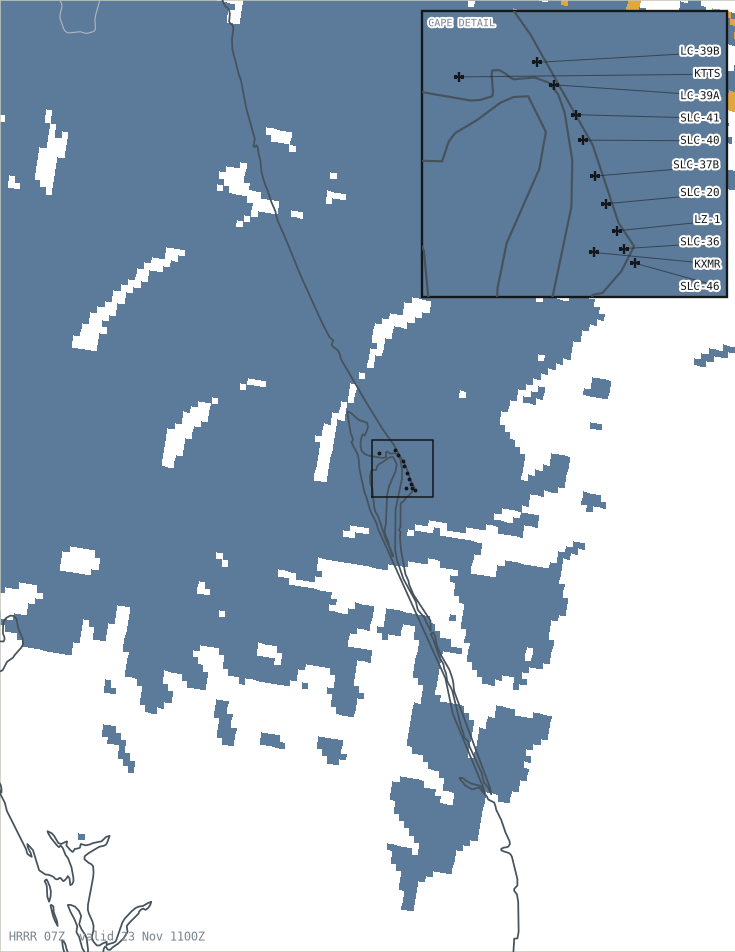 CAPE DETAIL
LC-39B
KTTS
LC-39A
SLC-41
SLC-40
SLC-37B
SLC-20
LZ-1
SLC-36
KXMR
SLC-46
HRRR 07Z valid 23 Nov 1100Z